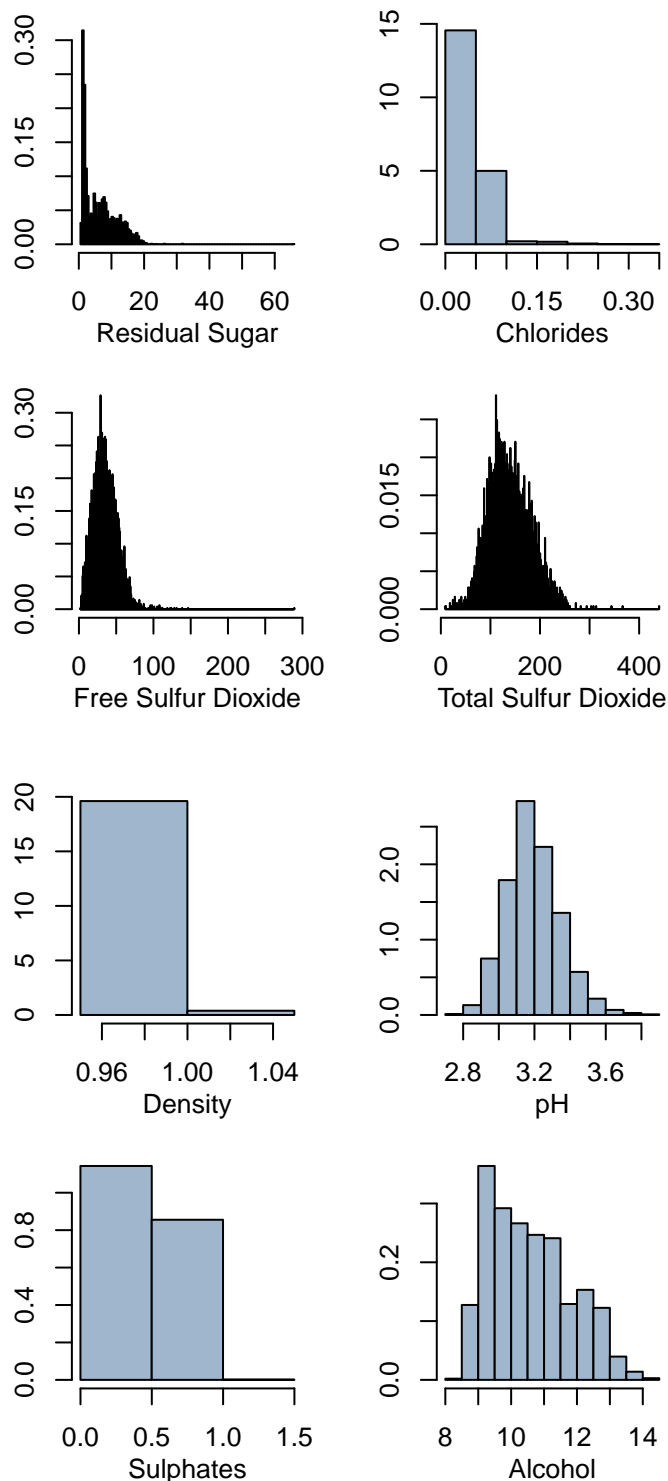 0.00 0.15 0.30
0 20 40 60
Residual Sugar
0 5 10 15
0.00 0.15 0.30
Chlorides
0.00 0.15 0.30
0 100 200 300
Free Sulfur Dioxide
0.000 0.015
0 200 400
Total Sulfur Dioxide
0 5 10 15 20
0.96 1.00 1.04
Density
0.0 1.0 2.0
2.8 3.2 3.6
pH
0.0 0.4 0.8
0.0 0.5 1.0 1.5
Sulphates
0.0 0.2
8 10 12 14
Alcohol